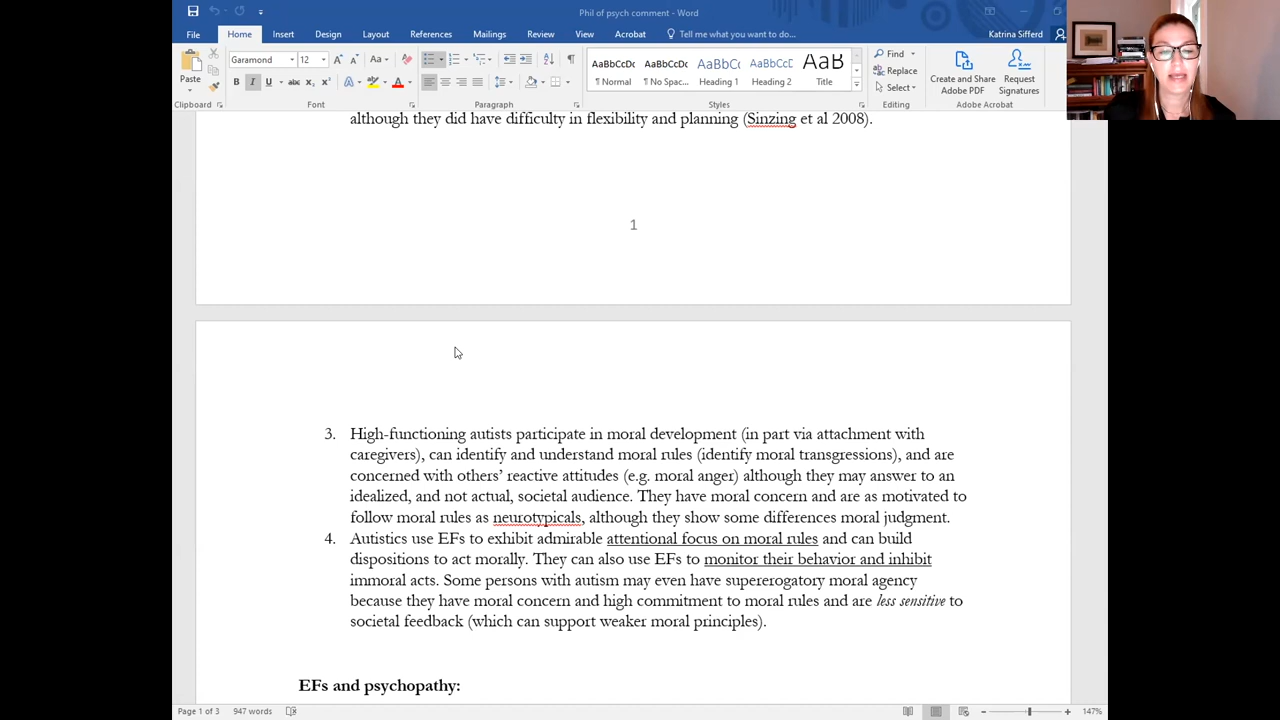 Phil of psych comment - Word
File Home Insert Design Layout References Mailings Review View Acrobat Tell me what you want to do... Katrina Sifferd
Paste
Clipboard
Garamond 12
Aa
B I U abc x₂ x² A A
Font
Paragraph
AaBbCcDc AaBbCcDc AaBbCc AaBbCcC AaB
¶ Normal ¶ No Spac... Heading 1 Heading 2 Title
Styles
Find
Replace
Select
Editing
Create and Share
Adobe PDF
Request
Signatures
Adobe Acrobat
although they did have difficulty in flexibility and planning (Sinzing et al 2008).
1
3. High-functioning autists participate in moral development (in part via attachment with
caregivers), can identify and understand moral rules (identify moral transgressions), and are
concerned with others’ reactive attitudes (e.g. moral anger) although they may answer to an
idealized, and not actual, societal audience. They have moral concern and are as motivated to
follow moral rules as neurotypicals, although they show some differences moral judgment.
4. Autistics use EFs to exhibit admirable attentional focus on moral rules and can build
dispositions to act morally. They can also use EFs to monitor their behavior and inhibit
immoral acts. Some persons with autism may even have supererogatory moral agency
because they have moral concern and high commitment to moral rules and are less sensitive to
societal feedback (which can support weaker moral principles).
EFs and psychopathy:
Page 1 of 3 947 words 147%